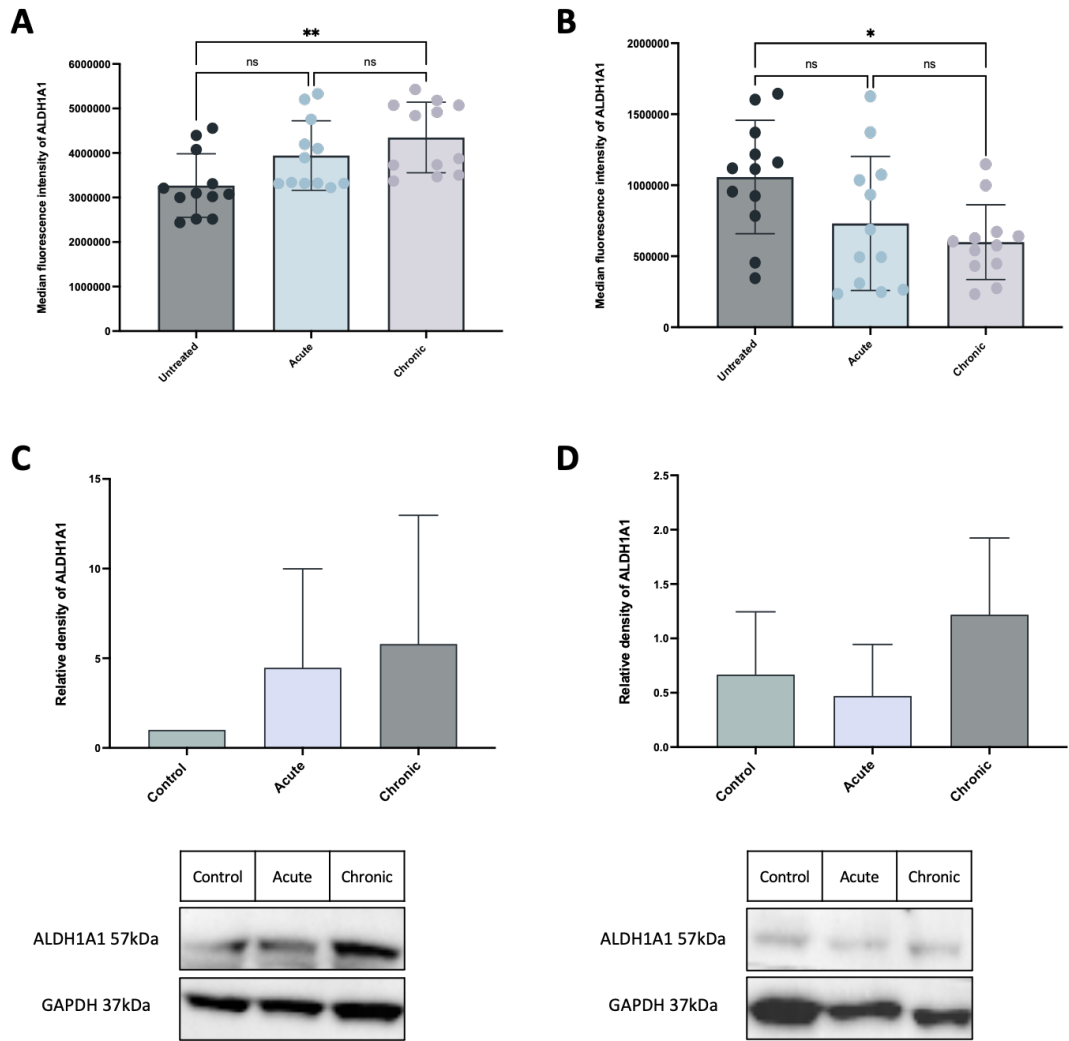 A
**
ns
ns
Median fluorescence intensity of ALDH1A1
6000000
5000000
4000000
3000000
2000000
1000000
0
Untreated
Acute
Chronic
B
*
ns
ns
Median fluorescence intensity of ALDH1A1
2000000
1500000
1000000
500000
0
Untreated
Acute
Chronic
C
Relative density of ALDH1A1
15
10
5
0
Control
Acute
Chronic
Control Acute Chronic
ALDH1A1 57kDa
GAPDH 37kDa
D
Relative density of ALDH1A1
2.5
2.0
1.5
1.0
0.5
0.0
Control
Acute
Chronic
Control Acute Chronic
ALDH1A1 57kDa
GAPDH 37kDa